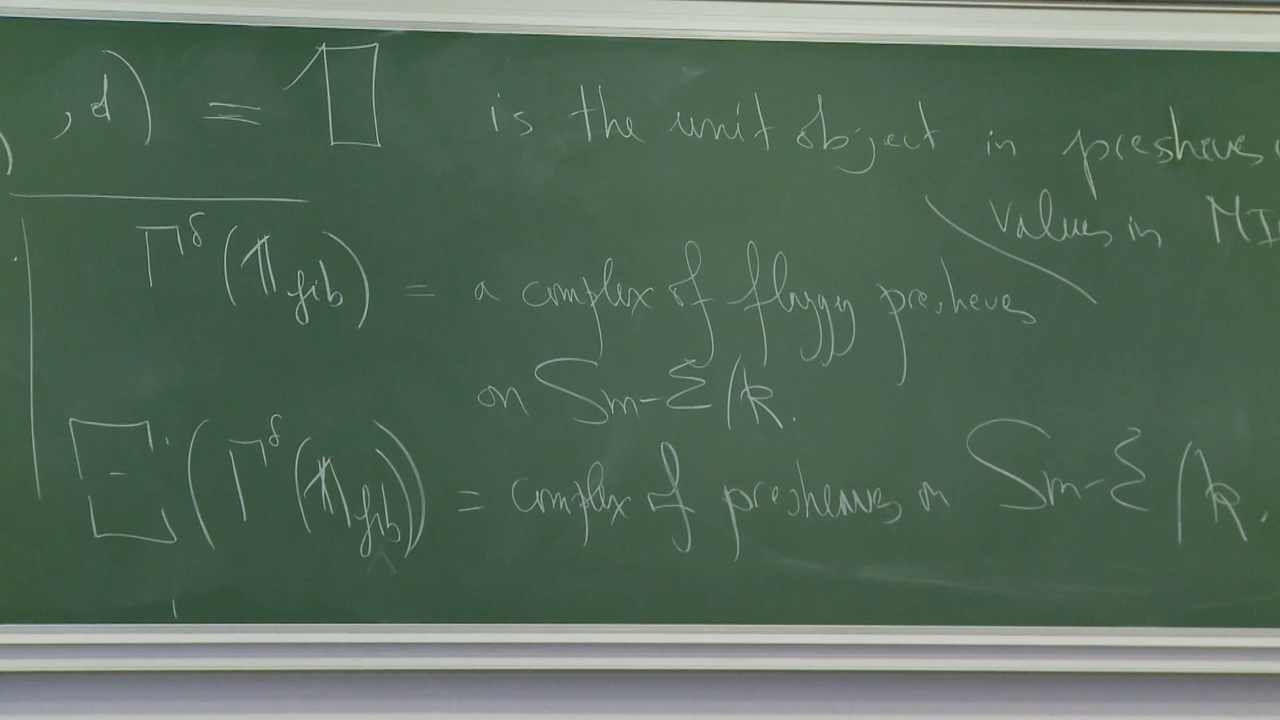 , d) = 𝟙 is the unit object in presheaves
values in MI
Γ^δ(𝟙_fib) = a complex of flasque presheaves
on Sm-Σ/k.
Ξ(Γ^δ(𝟙_fib)) = complex of presheaves on Sm-Σ/k.